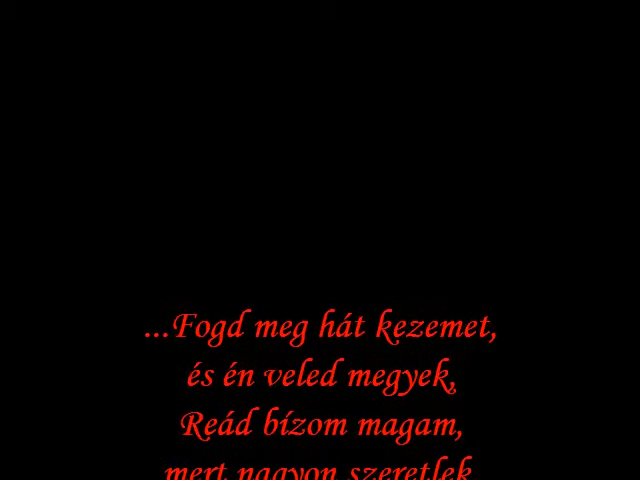 ...Fogd meg hát kezemet,
és én veled megyek,
Reád bízom magam,
mert nagyon szeretlek